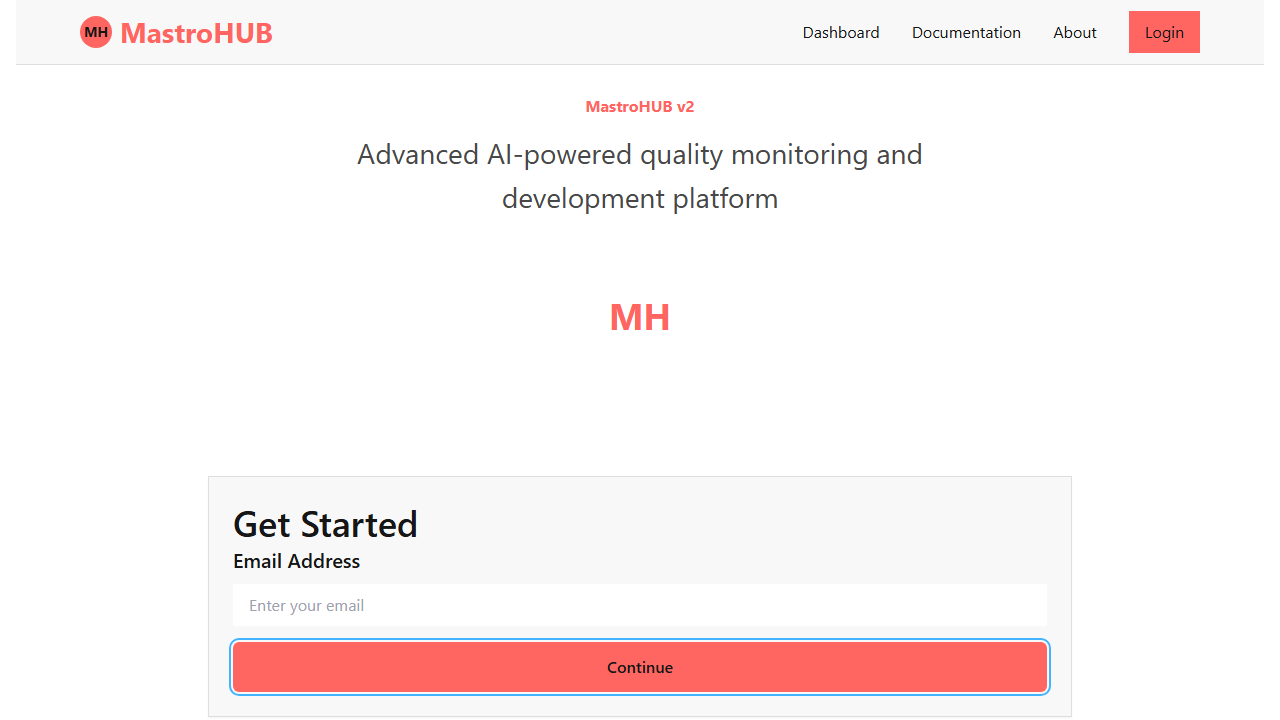 MH MastroHUB
Dashboard Documentation About Login
MastroHUB v2
Advanced AI-powered quality monitoring and
development platform
MH
Get Started
Email Address
Enter your email
Continue